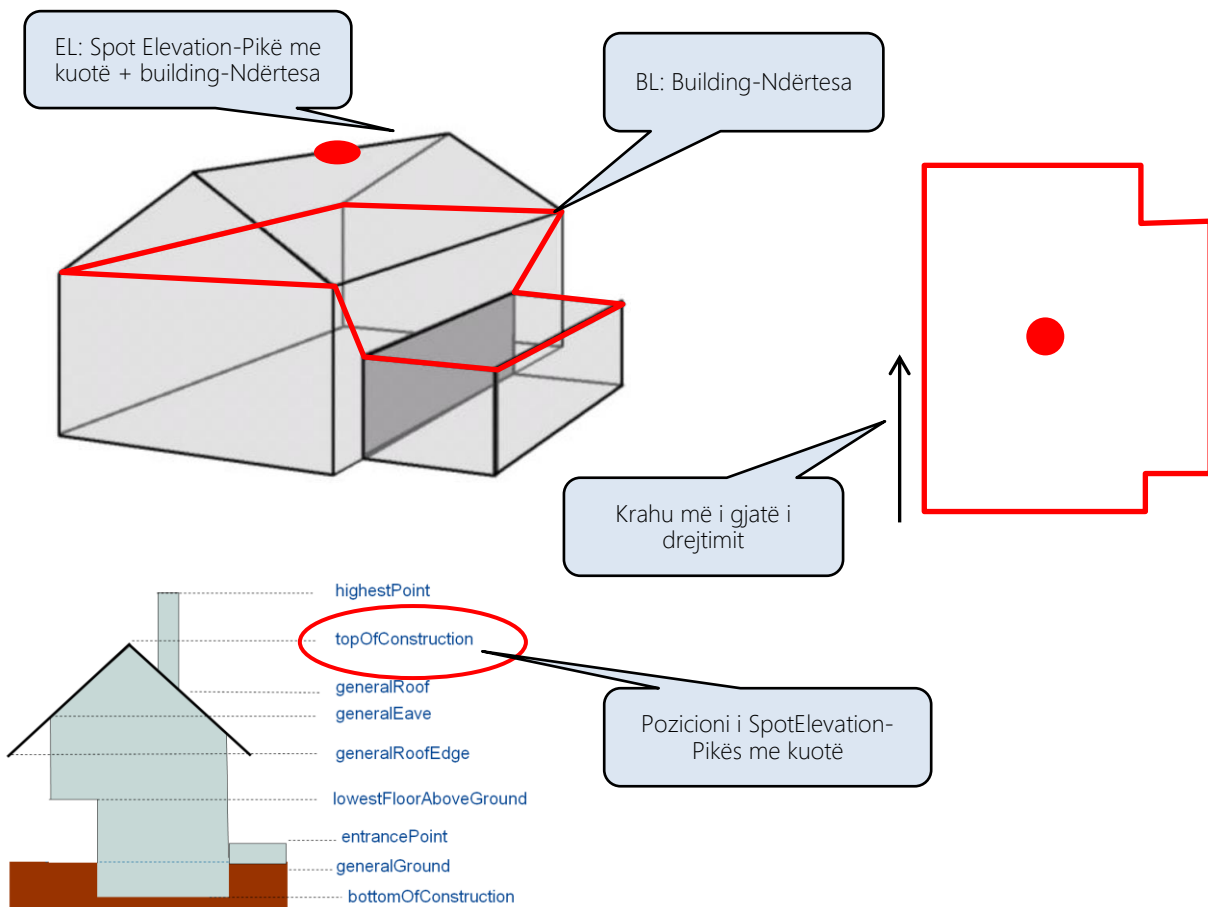 EL: Spot Elevation-Pikë me
kuotë + building-Ndërtesa
BL: Building-Ndërtesa
Krahu më i gjatë i
drejtimit
highestPoint
topOfConstruction
generalRoof
generalEave
generalRoofEdge
lowestFloorAboveGround
entrancePoint
generalGround
bottomOfConstruction
Pozicioni i SpotElevation-
Pikës me kuotë